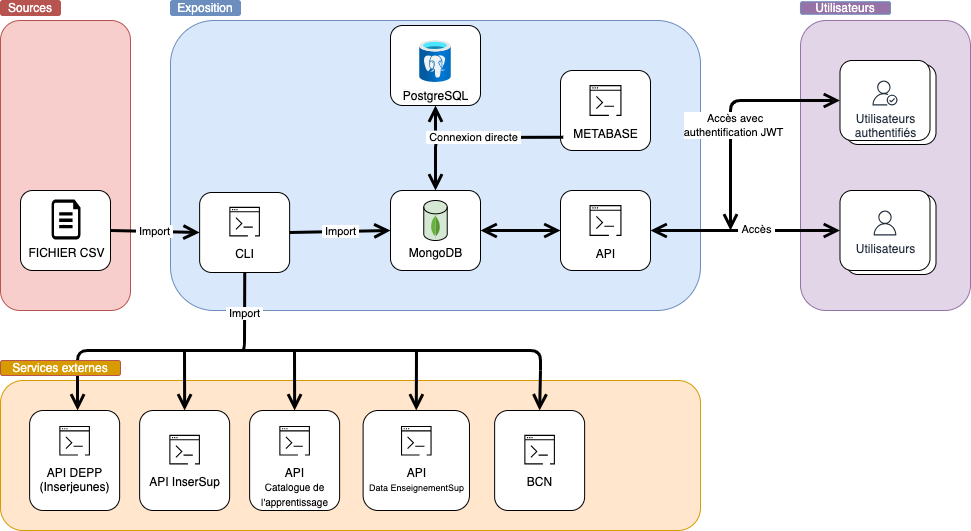 Sources
Exposition
Utilisateurs
PostgreSQL
METABASE
Connexion directe
Accès avec
authentification JWT
Utilisateurs
authentifiés
FICHIER CSV
Import
CLI
Import
MongoDB
API
Accès
Utilisateurs
Import
Services externes
API DEPP
(Inserjeunes)
API InserSup
API
Catalogue de
l'apprentissage
API
Data EnseignementSup
BCN